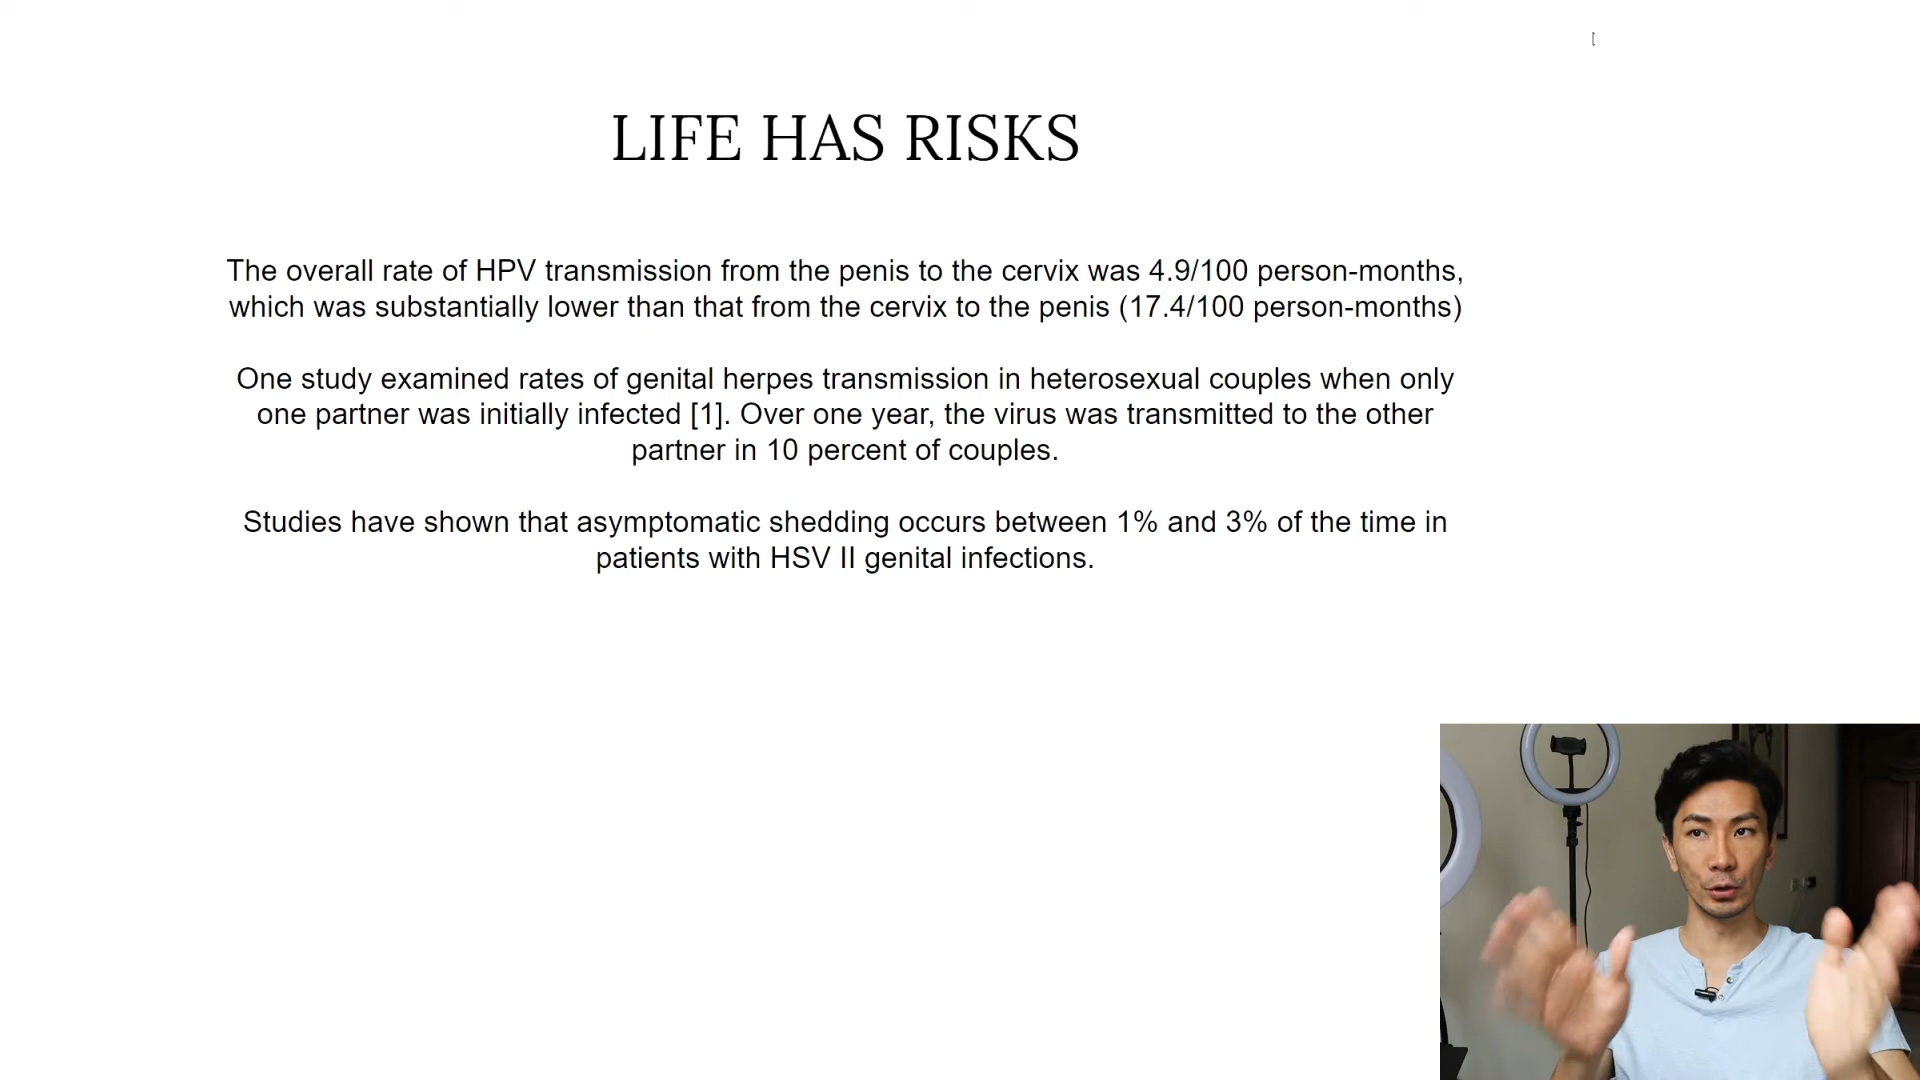 LIFE HAS RISKS
The overall rate of HPV transmission from the penis to the cervix was 4.9/100 person-months,
which was substantially lower than that from the cervix to the penis (17.4/100 person-months)
One study examined rates of genital herpes transmission in heterosexual couples when only
one partner was initially infected [1]. Over one year, the virus was transmitted to the other
partner in 10 percent of couples.
Studies have shown that asymptomatic shedding occurs between 1% and 3% of the time in
patients with HSV II genital infections.